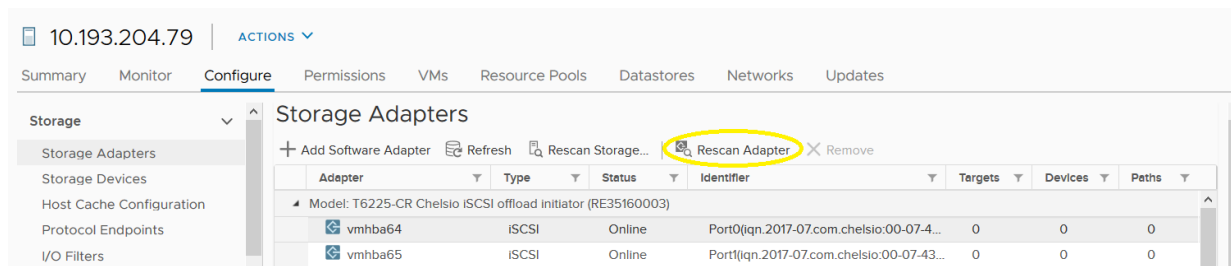 10.193.204.79 ACTIONS
Summary Monitor Configure Permissions VMs Resource Pools Datastores Networks Updates
Storage
Storage Adapters
Storage Devices
Host Cache Configuration
Protocol Endpoints
I/O Filters
Storage Adapters
Add Software Adapter Refresh Rescan Storage... Rescan Adapter Remove
Adapter Type Status Identifier Targets Devices Paths
Model: T6225-CR Chelsio iSCSI offload initiator (RE35160003)
vmhba64 iSCSI Online Port0(iqn.2017-07.com.chelsio:00-07-4... 0 0 0
vmhba65 iSCSI Online Port1(iqn.2017-07.com.chelsio:00-07-43... 0 0 0